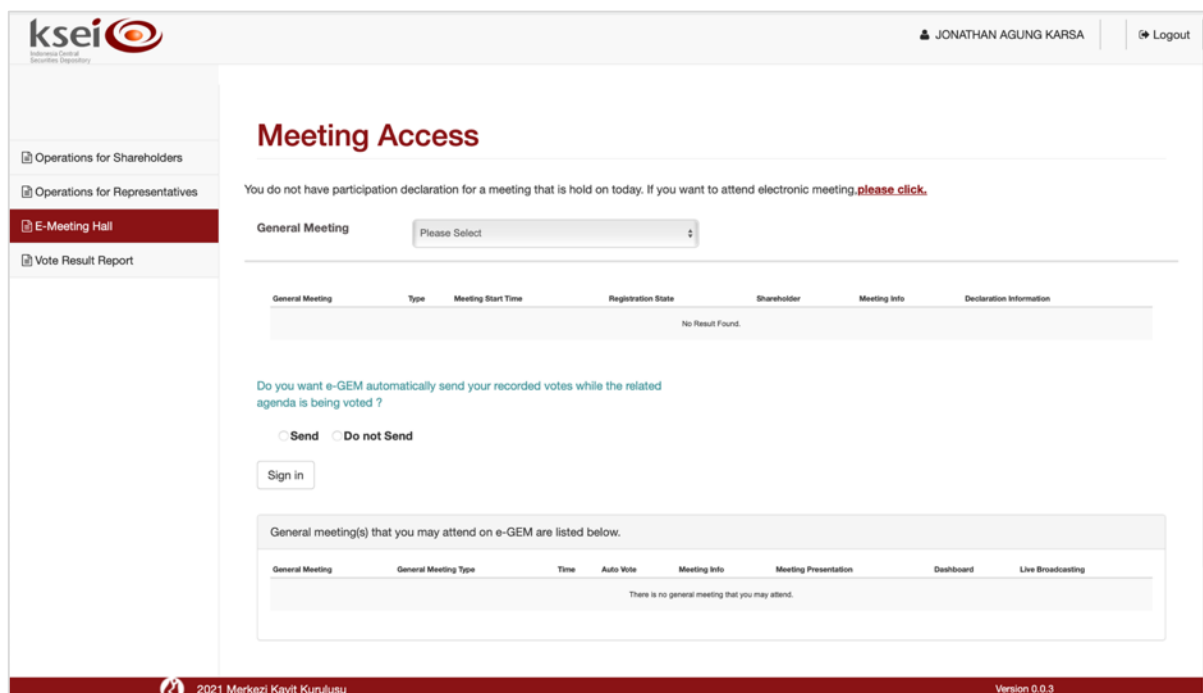 ksei
Indonesia Central
Securities Depository
JONATHAN AGUNG KARSA
Logout
Operations for Shareholders
Operations for Representatives
E-Meeting Hall
Vote Result Report
Meeting Access
You do not have participation declaration for a meeting that is hold on today. If you want to attend electronic meeting,please click.
General Meeting Please Select
General Meeting Type Meeting Start Time Registration State Shareholder Meeting Info Declaration Information
No Result Found.
Do you want e-GEM automatically send your recorded votes while the related
agenda is being voted ?
Send Do not Send
Sign in
General meeting(s) that you may attend on e-GEM are listed below.
General Meeting General Meeting Type Time Auto Vote Meeting Info Meeting Presentation Dashboard Live Broadcasting
There is no general meeting that you may attend.
2021 Merkezi Kayit Kurulusu Version 0.0.3